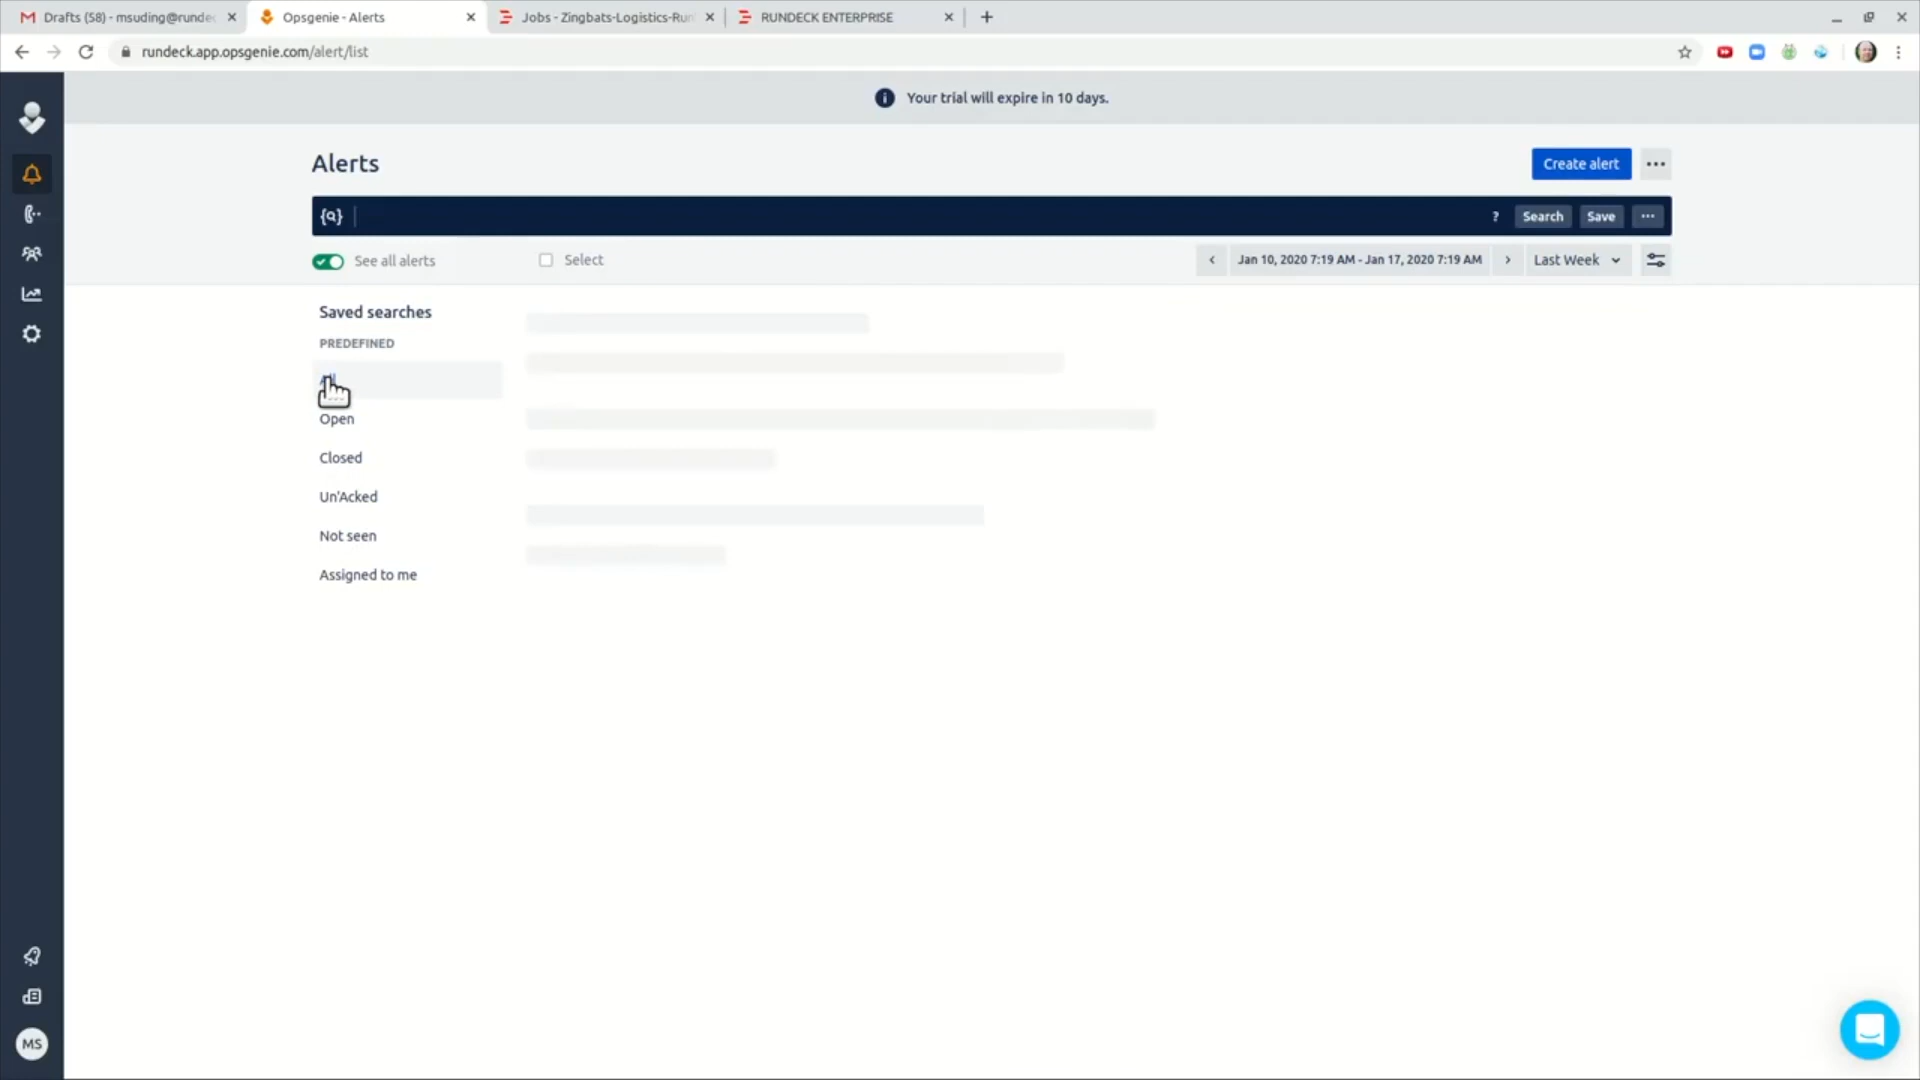 Drafts (58) - msuding@rundec
Opsgenie - Alerts
Jobs - Zingbats-Logistics-Run
RUNDECK ENTERPRISE
rundeck.app.opsgenie.com/alert/list
Your trial will expire in 10 days.
Alerts
Create alert
?
Search
Save
See all alerts
Select
Jan 10, 2020 7:19 AM - Jan 17, 2020 7:19 AM
Last Week
Saved searches
PREDEFINED
Open
Closed
Un'Acked
Not seen
Assigned to me
MS